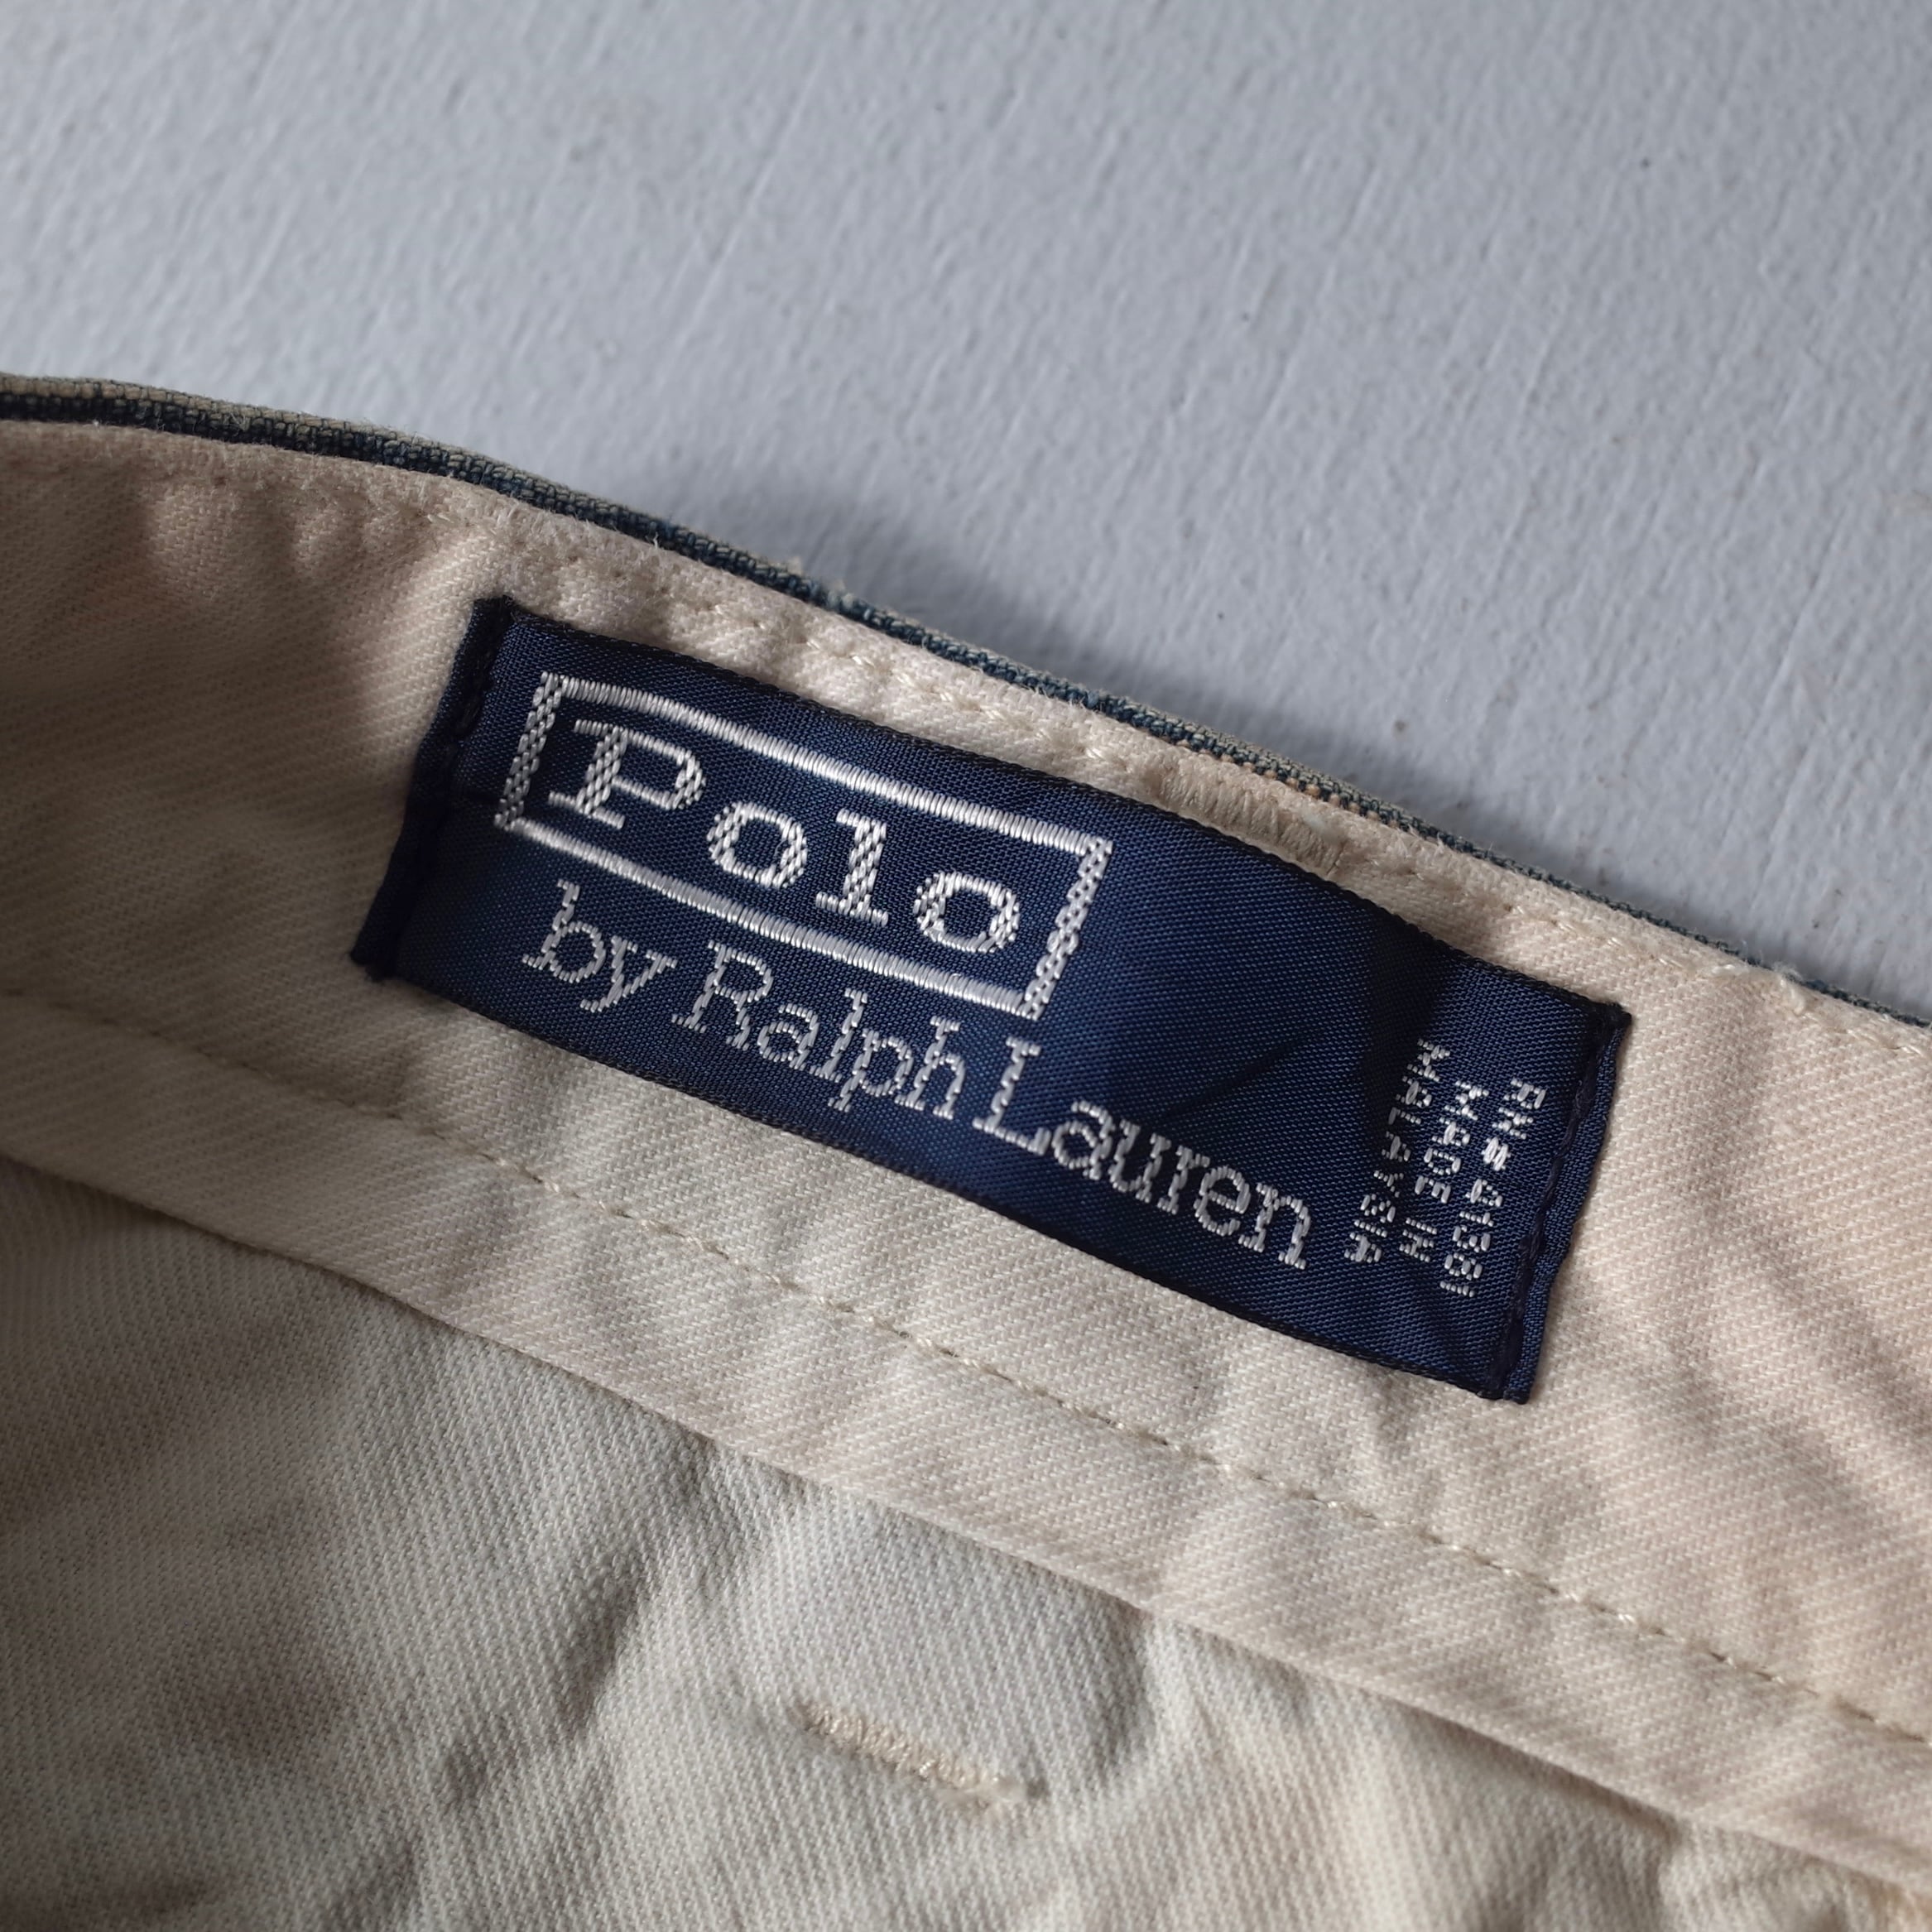 Polo
by Ralph Lauren
RN# 41381
MADE IN
MALAYSIA